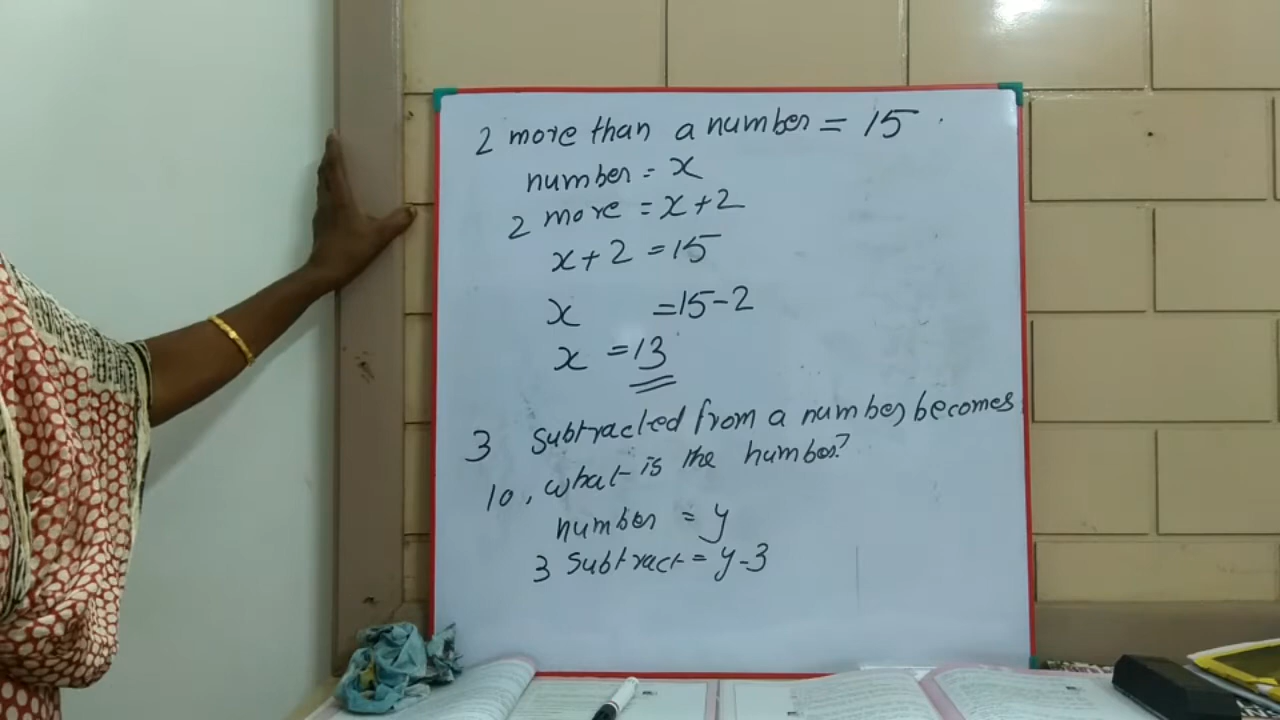 2 more than a number = 15
number = x
2 more = x+2
x+2 =15
x =15-2
x =13
3 subtracted from a number becomes
10, what is the number?
number = y
3 subtract = y-3